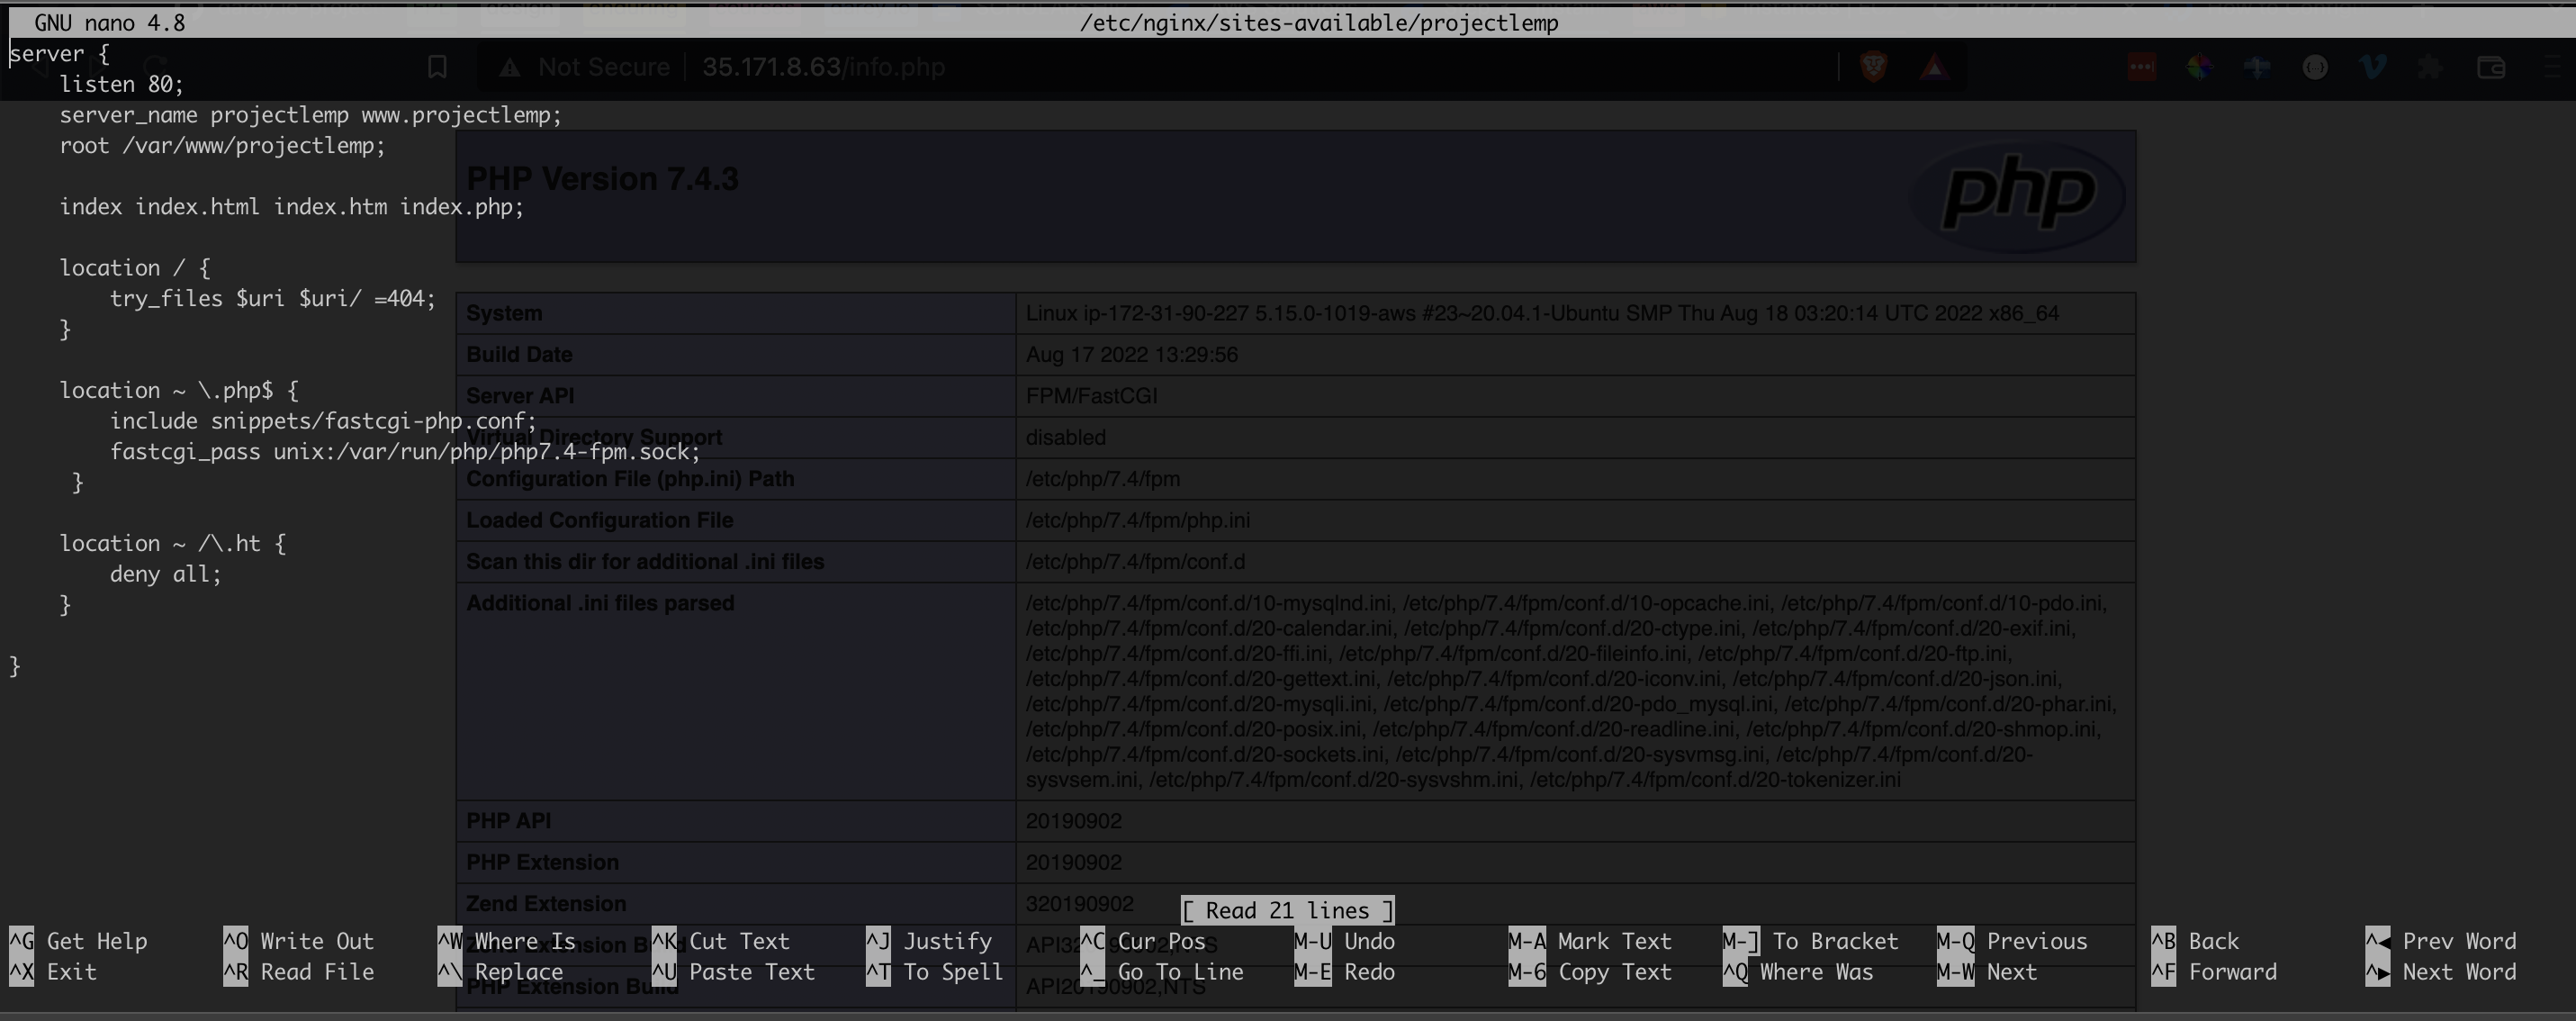 GNU nano 4.8 /etc/nginx/sites-available/projectlemp
server {
listen 80;
server_name projectlemp www.projectlemp;
root /var/www/projectlemp;
index index.html index.htm index.php;
location / {
try_files $uri $uri/ =404;
}
location ~ \.php$ {
include snippets/fastcgi-php.conf;
fastcgi_pass unix:/var/run/php/php7.4-fpm.sock;
}
location ~ /\.ht {
deny all;
}
}
Not Secure 35.171.8.63/info.php
PHP Version 7.4.3
php
System Linux ip-172-31-90-227 5.15.0-1019-aws #23~20.04.1-Ubuntu SMP Thu Aug 18 03:20:14 UTC 2022 x86_64
Build Date Aug 17 2022 13:29:56
Server API FPM/FastCGI
Virtual Directory Support disabled
Configuration File (php.ini) Path /etc/php/7.4/fpm
Loaded Configuration File /etc/php/7.4/fpm/php.ini
Scan this dir for additional .ini files /etc/php/7.4/fpm/conf.d
Additional .ini files parsed /etc/php/7.4/fpm/conf.d/10-mysqlnd.ini, /etc/php/7.4/fpm/conf.d/10-opcache.ini, /etc/php/7.4/fpm/conf.d/10-pdo.ini,
/etc/php/7.4/fpm/conf.d/20-calendar.ini, /etc/php/7.4/fpm/conf.d/20-ctype.ini, /etc/php/7.4/fpm/conf.d/20-exif.ini,
/etc/php/7.4/fpm/conf.d/20-ffi.ini, /etc/php/7.4/fpm/conf.d/20-fileinfo.ini, /etc/php/7.4/fpm/conf.d/20-ftp.ini,
/etc/php/7.4/fpm/conf.d/20-gettext.ini, /etc/php/7.4/fpm/conf.d/20-iconv.ini, /etc/php/7.4/fpm/conf.d/20-json.ini,
/etc/php/7.4/fpm/conf.d/20-mysqli.ini, /etc/php/7.4/fpm/conf.d/20-pdo_mysql.ini, /etc/php/7.4/fpm/conf.d/20-phar.ini,
/etc/php/7.4/fpm/conf.d/20-posix.ini, /etc/php/7.4/fpm/conf.d/20-readline.ini, /etc/php/7.4/fpm/conf.d/20-shmop.ini,
/etc/php/7.4/fpm/conf.d/20-sockets.ini, /etc/php/7.4/fpm/conf.d/20-sysvmsg.ini, /etc/php/7.4/fpm/conf.d/20-
sysvsem.ini, /etc/php/7.4/fpm/conf.d/20-sysvshm.ini, /etc/php/7.4/fpm/conf.d/20-tokenizer.ini
PHP API 20190902
PHP Extension 20190902
Zend Extension 320190902
PHP Extension Build API20190902,NTS
[ Read 21 lines ]
^G Get Help ^O Write Out ^W Where Is ^K Cut Text ^J Justify ^C Cur Pos M-U Undo M-A Mark Text M-] To Bracket M-Q Previous ^B Back ^◀ Prev Word
^X Exit ^R Read File ^\ Replace ^U Paste Text ^T To Spell ^_ Go To Line M-E Redo M-6 Copy Text ^Q Where Was M-W Next ^F Forward ^▶ Next Word